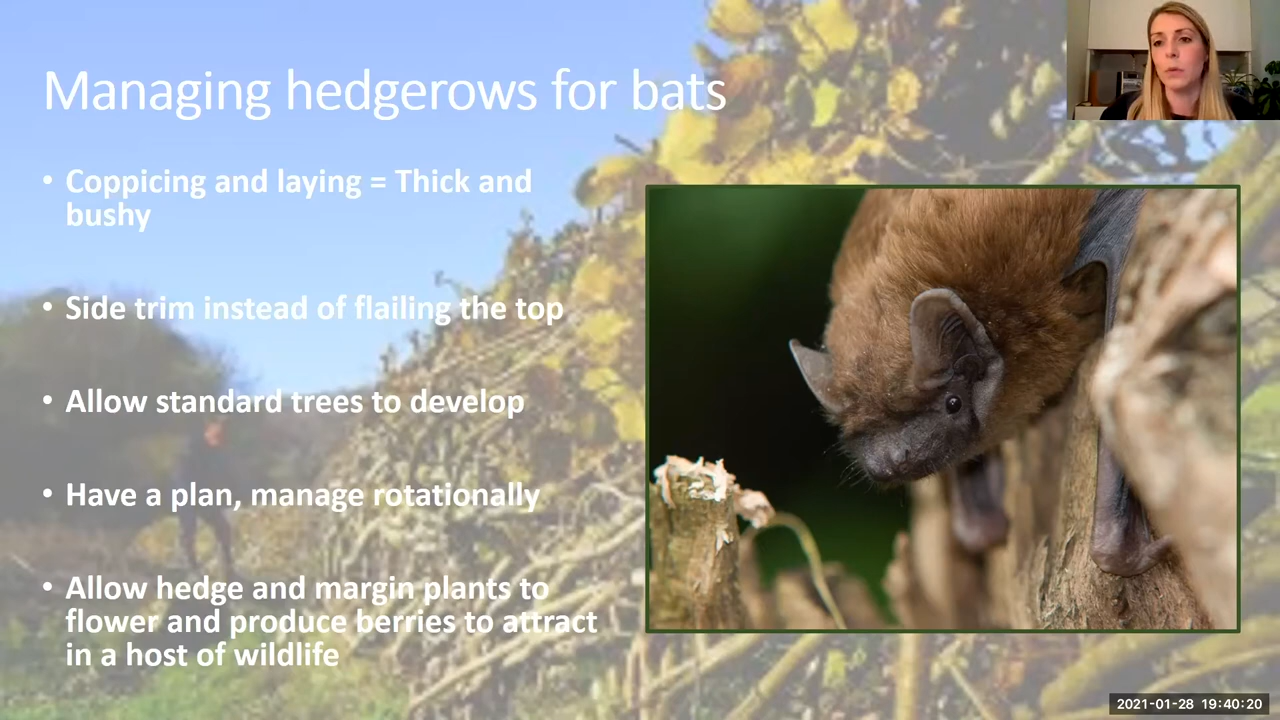 Managing hedgerows for bats
• Coppicing and laying = Thick and
bushy
• Side trim instead of flailing the top
• Allow standard trees to develop
• Have a plan, manage rotationally
• Allow hedge and margin plants to
flower and produce berries to attract
in a host of wildlife
2021-01-28 19:40:20